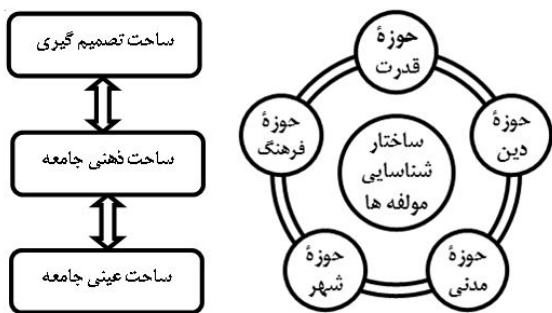 ساحت تصمیم گیری
ساحت ذهنی جامعه
ساحت عینی جامعه
حوزهٔ
قدرت
حوزهٔ
دین
حوزهٔ
مدنی
حوزهٔ
شهر
حوزهٔ
فرهنگ
ساختار
شناسایی
مولفه ها